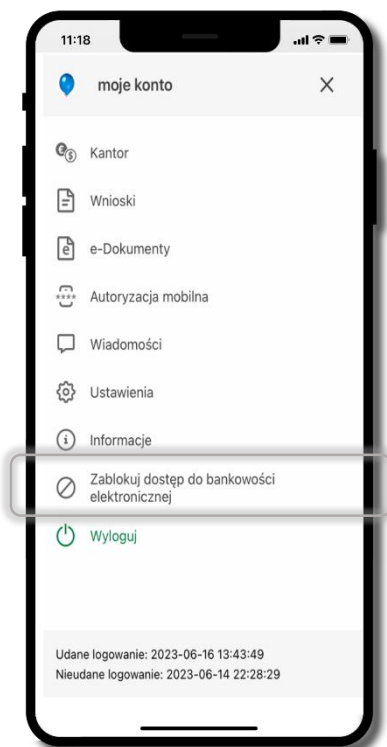 11:18
moje konto
Kantor
Wnioski
e-Dokumenty
Autoryzacja mobilna
Wiadomości
Ustawienia
Informacje
Zablokuj dostęp do bankowości
elektronicznej
Wyloguj
Udane logowanie: 2023-06-16 13:43:49
Nieudane logowanie: 2023-06-14 22:28:29